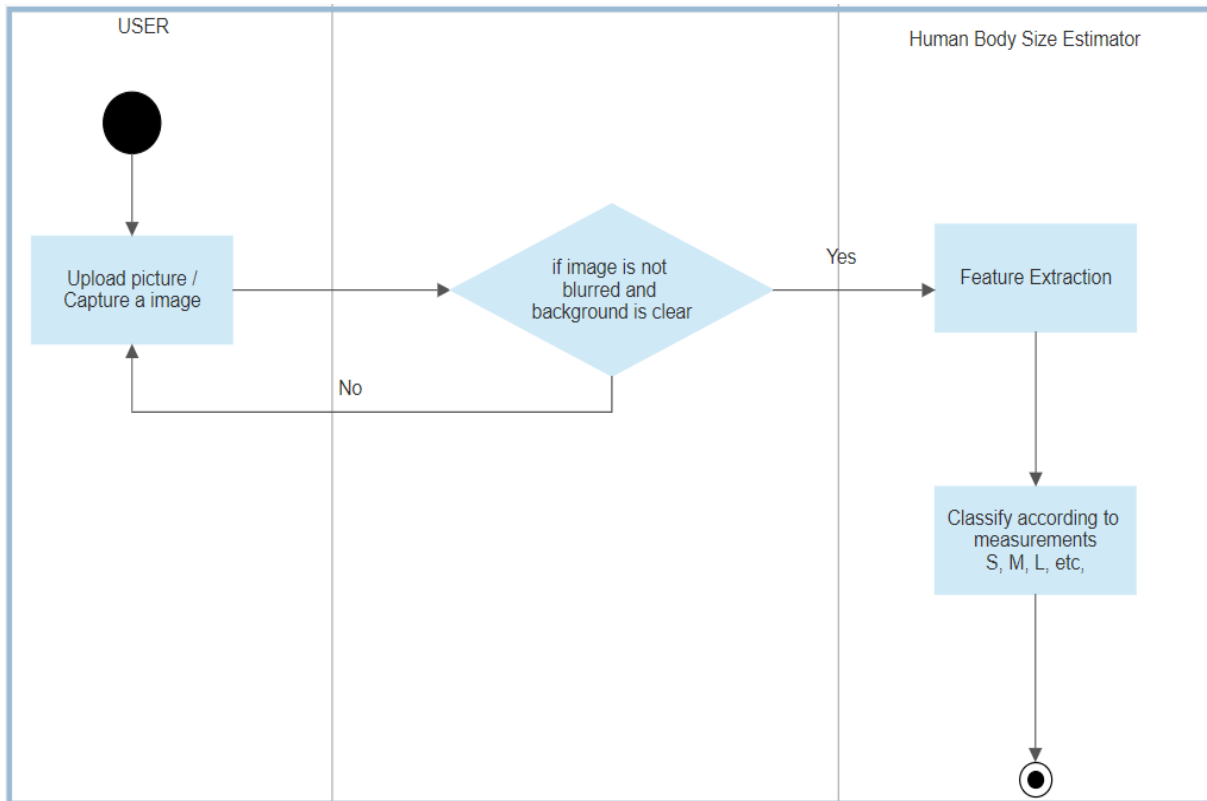 USER
Human Body Size Estimator
Upload picture /
Capture a image
if image is not
blurred and
background is clear
Yes
Feature Extraction
No
Classify according to
measurements
S, M, L, etc,